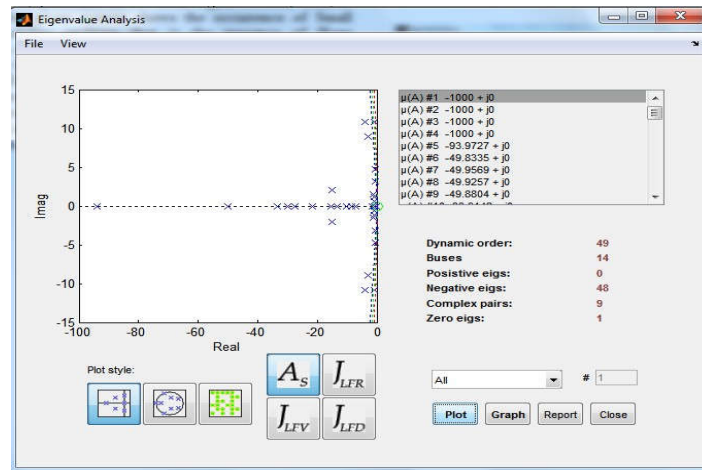 Eigenvalue Analysis
File View
15
10
5
0
-5
-10
-15
-100 -80 -60 -40 -20 0
Imag
Real
µ(A) #1 -1000 + j0
µ(A) #2 -1000 + j0
µ(A) #3 -1000 + j0
µ(A) #4 -1000 + j0
µ(A) #5 -93.9727 + j0
µ(A) #6 -49.8335 + j0
µ(A) #7 -49.9569 + j0
µ(A) #8 -49.9257 + j0
µ(A) #9 -49.8804 + j0
Dynamic order: 49
Buses 14
Posistive eigs: 0
Negative eigs: 48
Complex pairs: 9
Zero eigs: 1
Plot style:
A_S J_LFR
J_LFV J_LFD
All # 1
Plot Graph Report Close